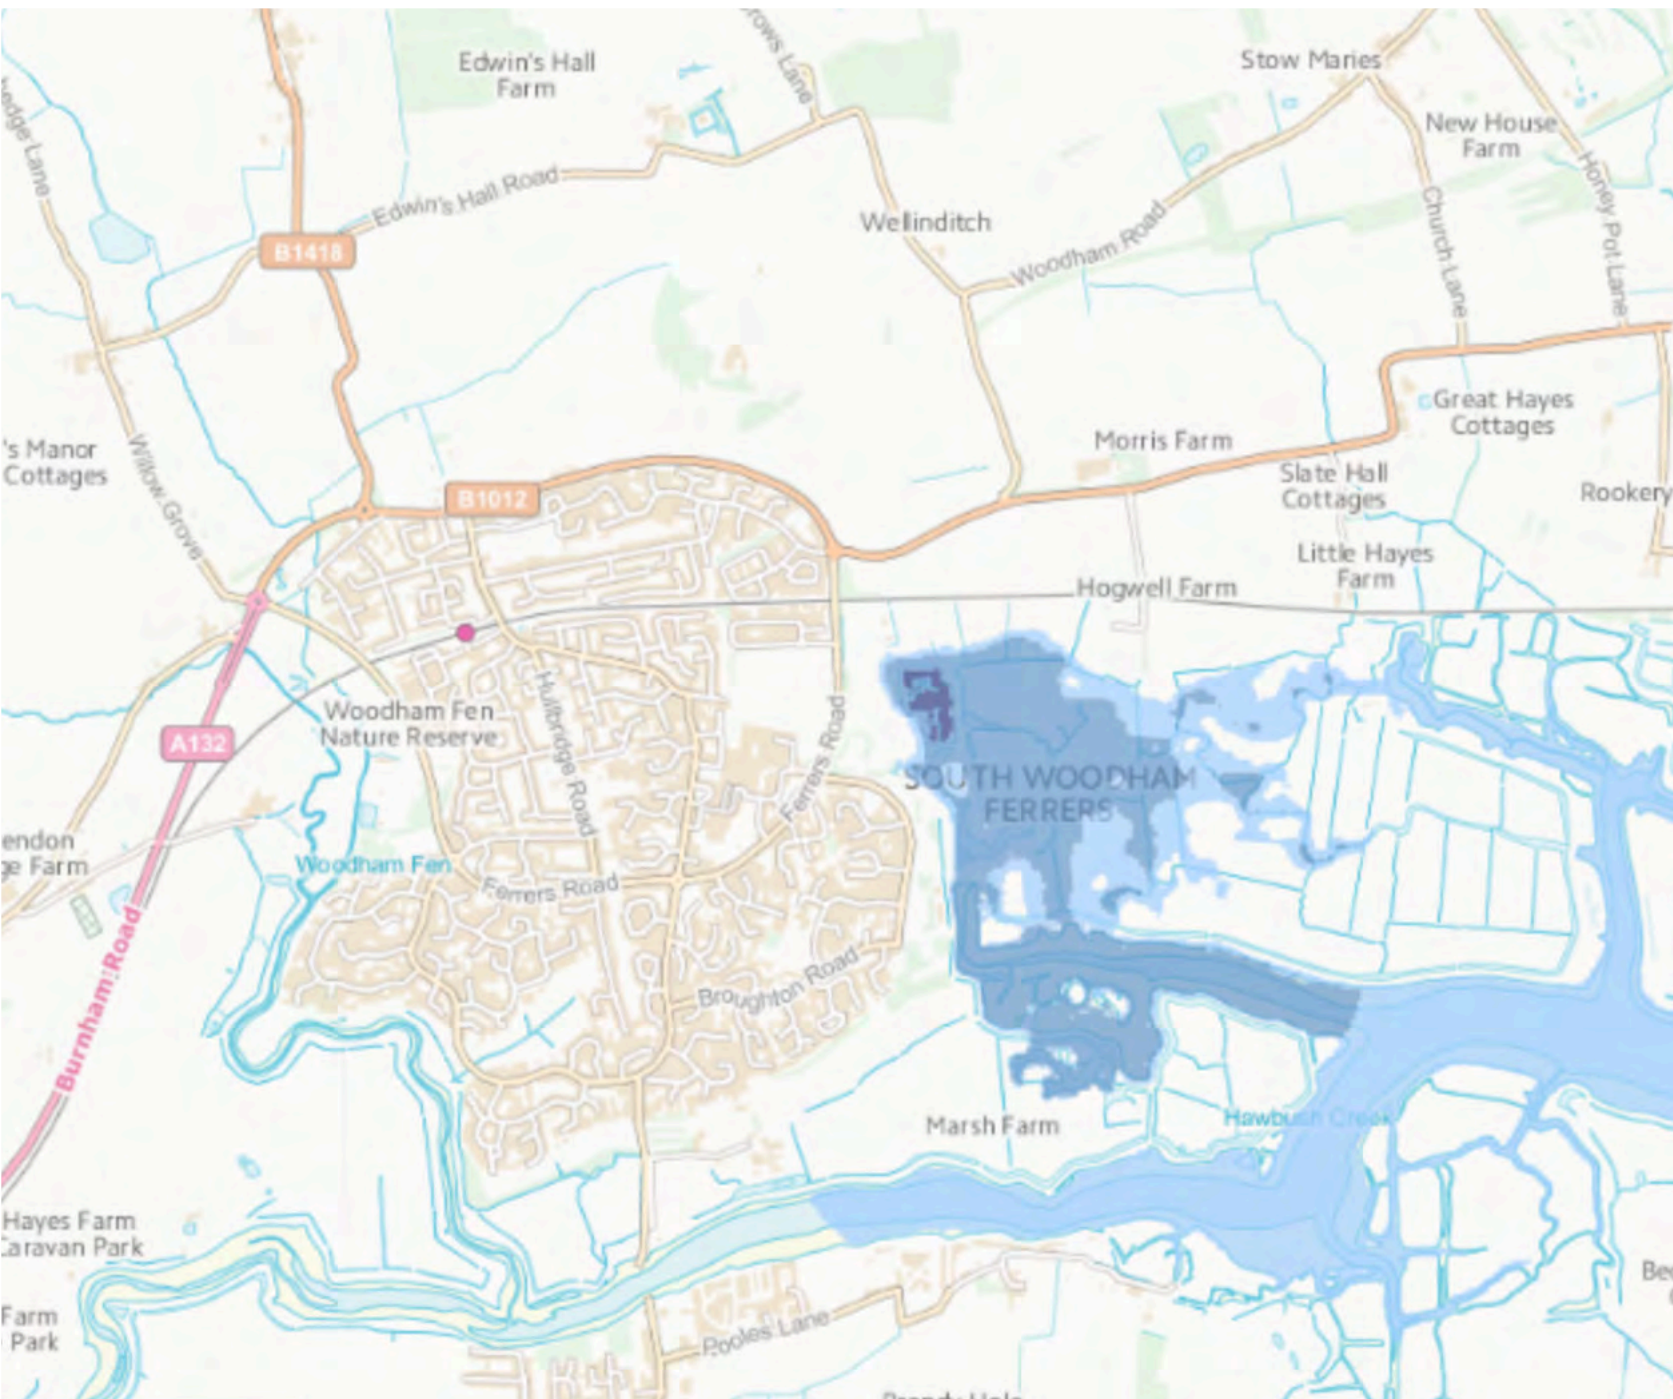 Edwin's Hall
Farm
Stow Maries
New House
Farm
Honey Pot Lane
Church Lane
Edwin's Hall Road
Wellinditch
Woodham Road
B1418
Great Hayes
Cottages
Morris Farm
's Manor
Cottages
Willow Grove
Slate Hall
Cottages
Rookery
B1012
Little Hayes
Farm
Hogwell Farm
Hullbridge Road
Woodham Fen
Nature Reserve
A132
Ferrers Road
SOUTH WOODHAM
FERRERS
endon
ge Farm
Woodham Fen
Ferrers Road
Broughton Road
Burnham Road
Marsh Farm
Hawbush Creek
Hayes Farm
Caravan Park
Farm
Park
Pooles Lane